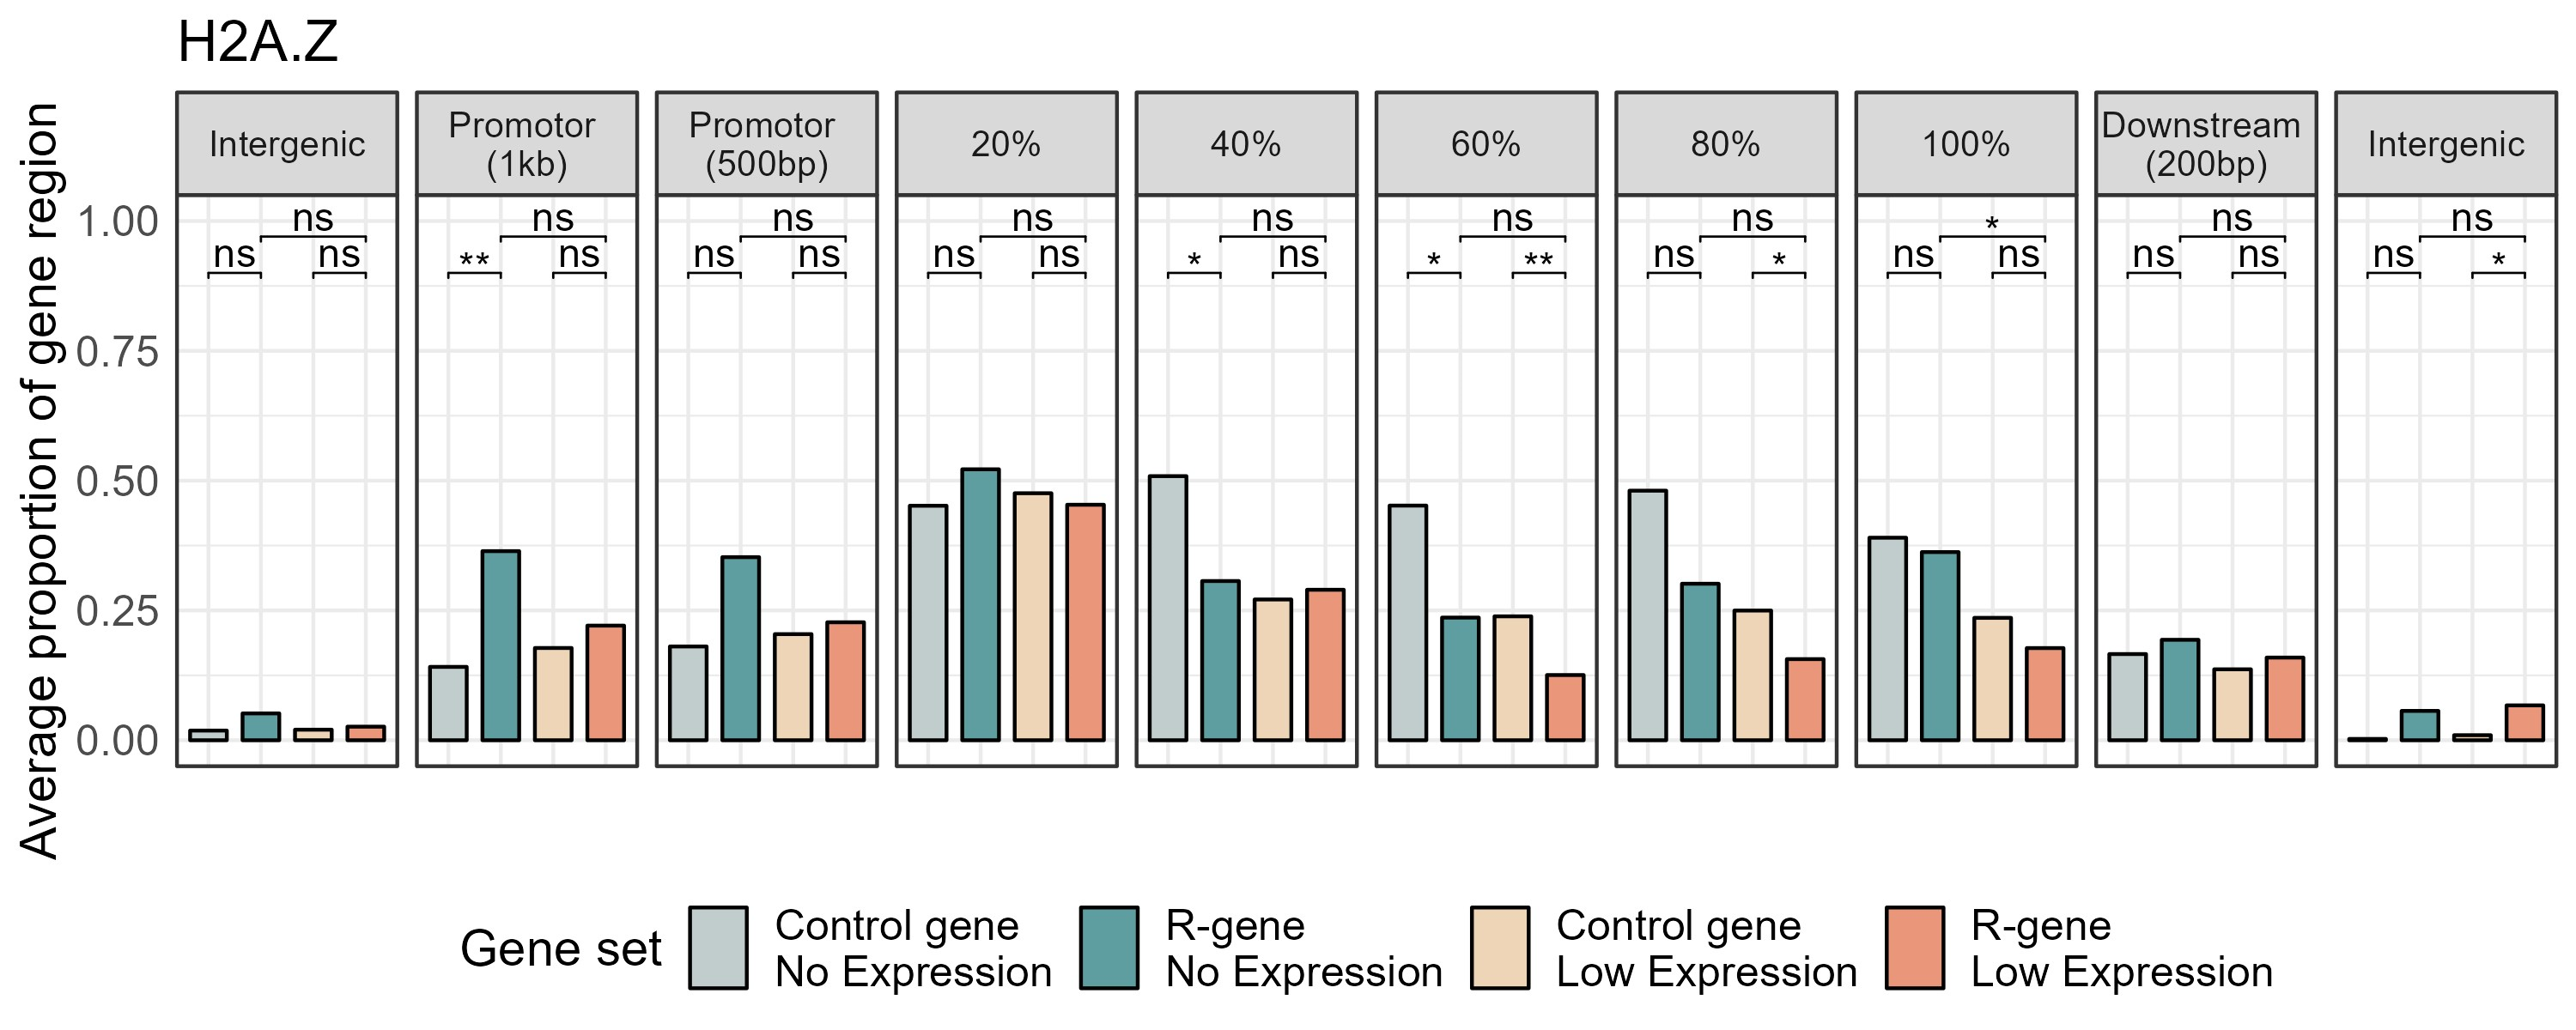 H2A.Z
Average proportion of gene region
Intergenic
Promotor
(1kb)
Promotor
(500bp)
20%
40%
60%
80%
100%
Downstream
(200bp)
Intergenic
1.00
0.75
0.50
0.25
0.00
ns
ns ns
ns
** ns
ns
ns ns
ns
ns ns
ns
* ns
ns
* **
ns
ns *
*
ns ns
ns
ns ns
ns
ns *
Gene set
Control gene
No Expression
R-gene
No Expression
Control gene
Low Expression
R-gene
Low Expression